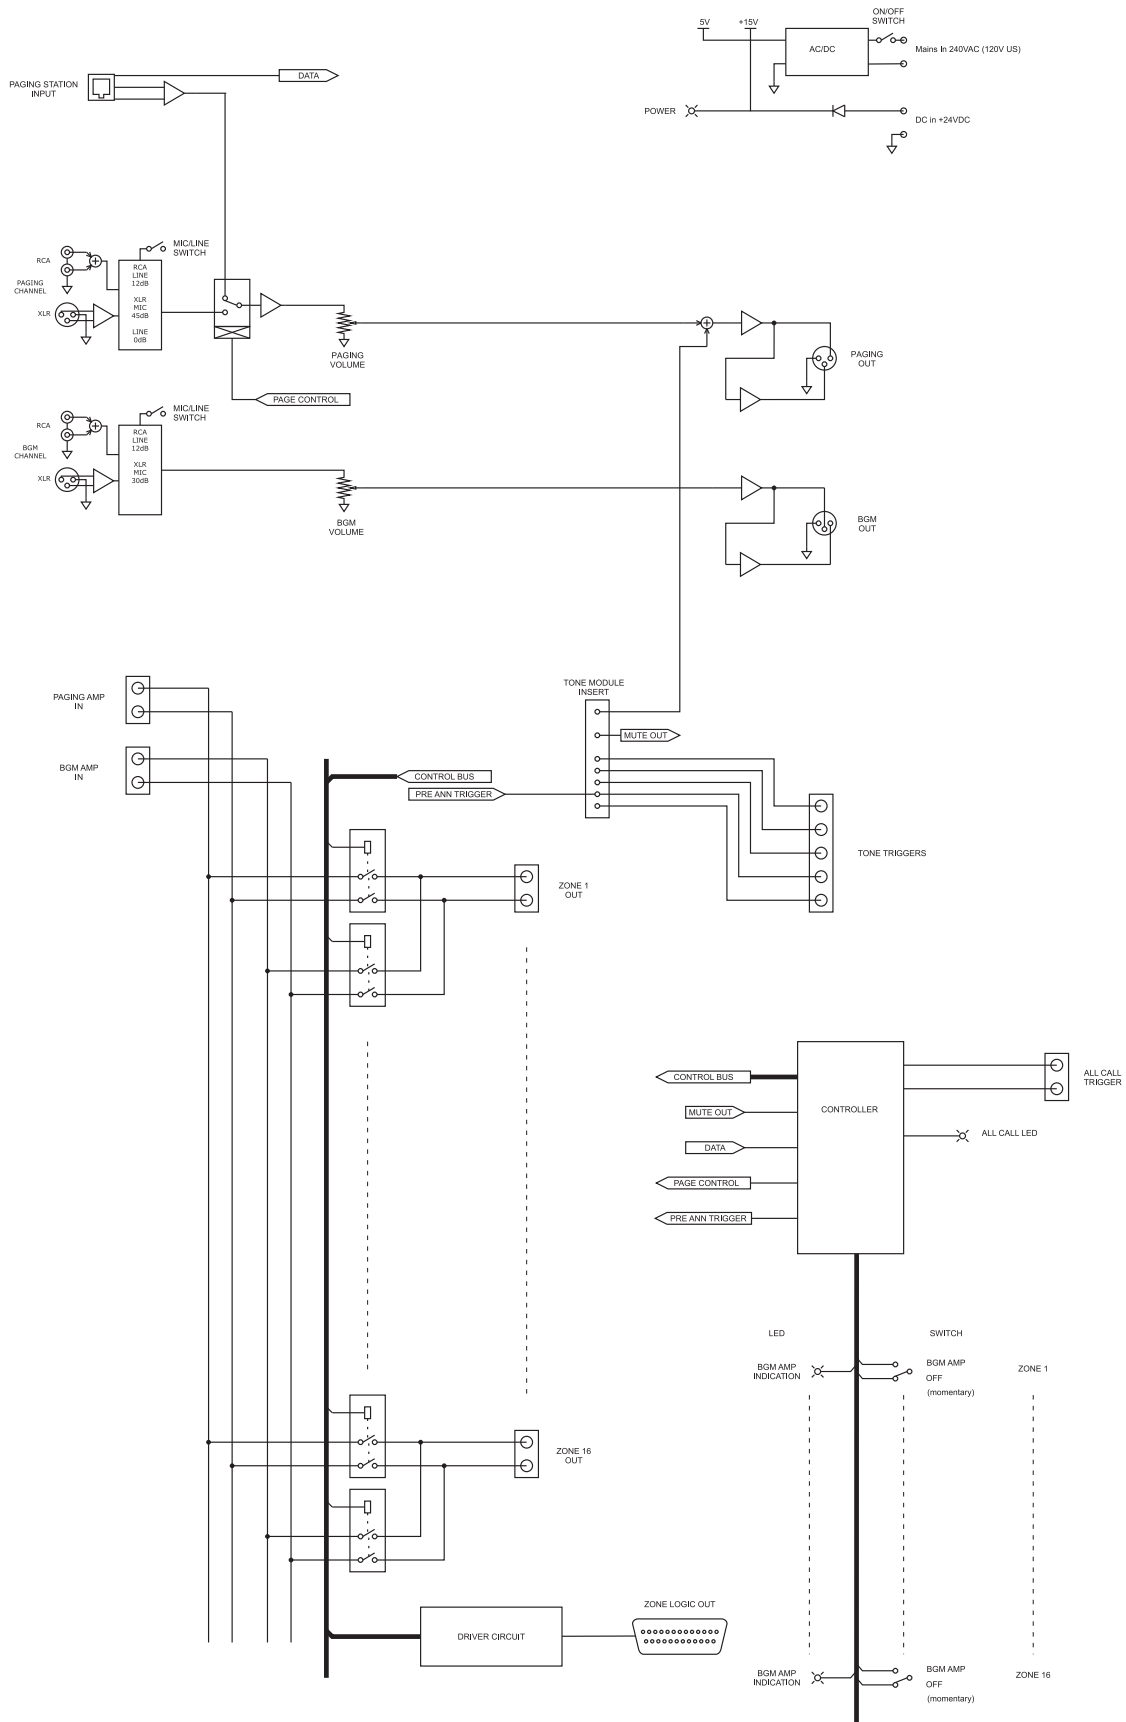 5V
+15V
ON/OFF
SWITCH
AC/DC
Mains In 240VAC (120V US)
PAGING STATION
INPUT
DATA
POWER
DC in +24VDC
MIC/LINE
SWITCH
RCA
PAGING
CHANNEL
XLR
RCA
LINE
12dB
XLR
MIC
45dB
LINE
0dB
PAGING
VOLUME
PAGING
OUT
PAGE CONTROL
MIC/LINE
SWITCH
RCA
BGM
CHANNEL
XLR
RCA
LINE
12dB
XLR
MIC
30dB
BGM
VOLUME
BGM
OUT
TONE MODULE
INSERT
PAGING AMP
IN
MUTE OUT
BGM AMP
IN
CONTROL BUS
PRE ANN TRIGGER
TONE TRIGGERS
ZONE 1
OUT
CONTROL BUS
MUTE OUT
DATA
PAGE CONTROL
PRE ANN TRIGGER
CONTROLLER
ALL CALL
TRIGGER
ALL CALL LED
LED
SWITCH
BGM AMP
INDICATION
BGM AMP
OFF
(momentary)
ZONE 1
ZONE 16
OUT
ZONE LOGIC OUT
DRIVER CIRCUIT
BGM AMP
INDICATION
BGM AMP
OFF
(momentary)
ZONE 16